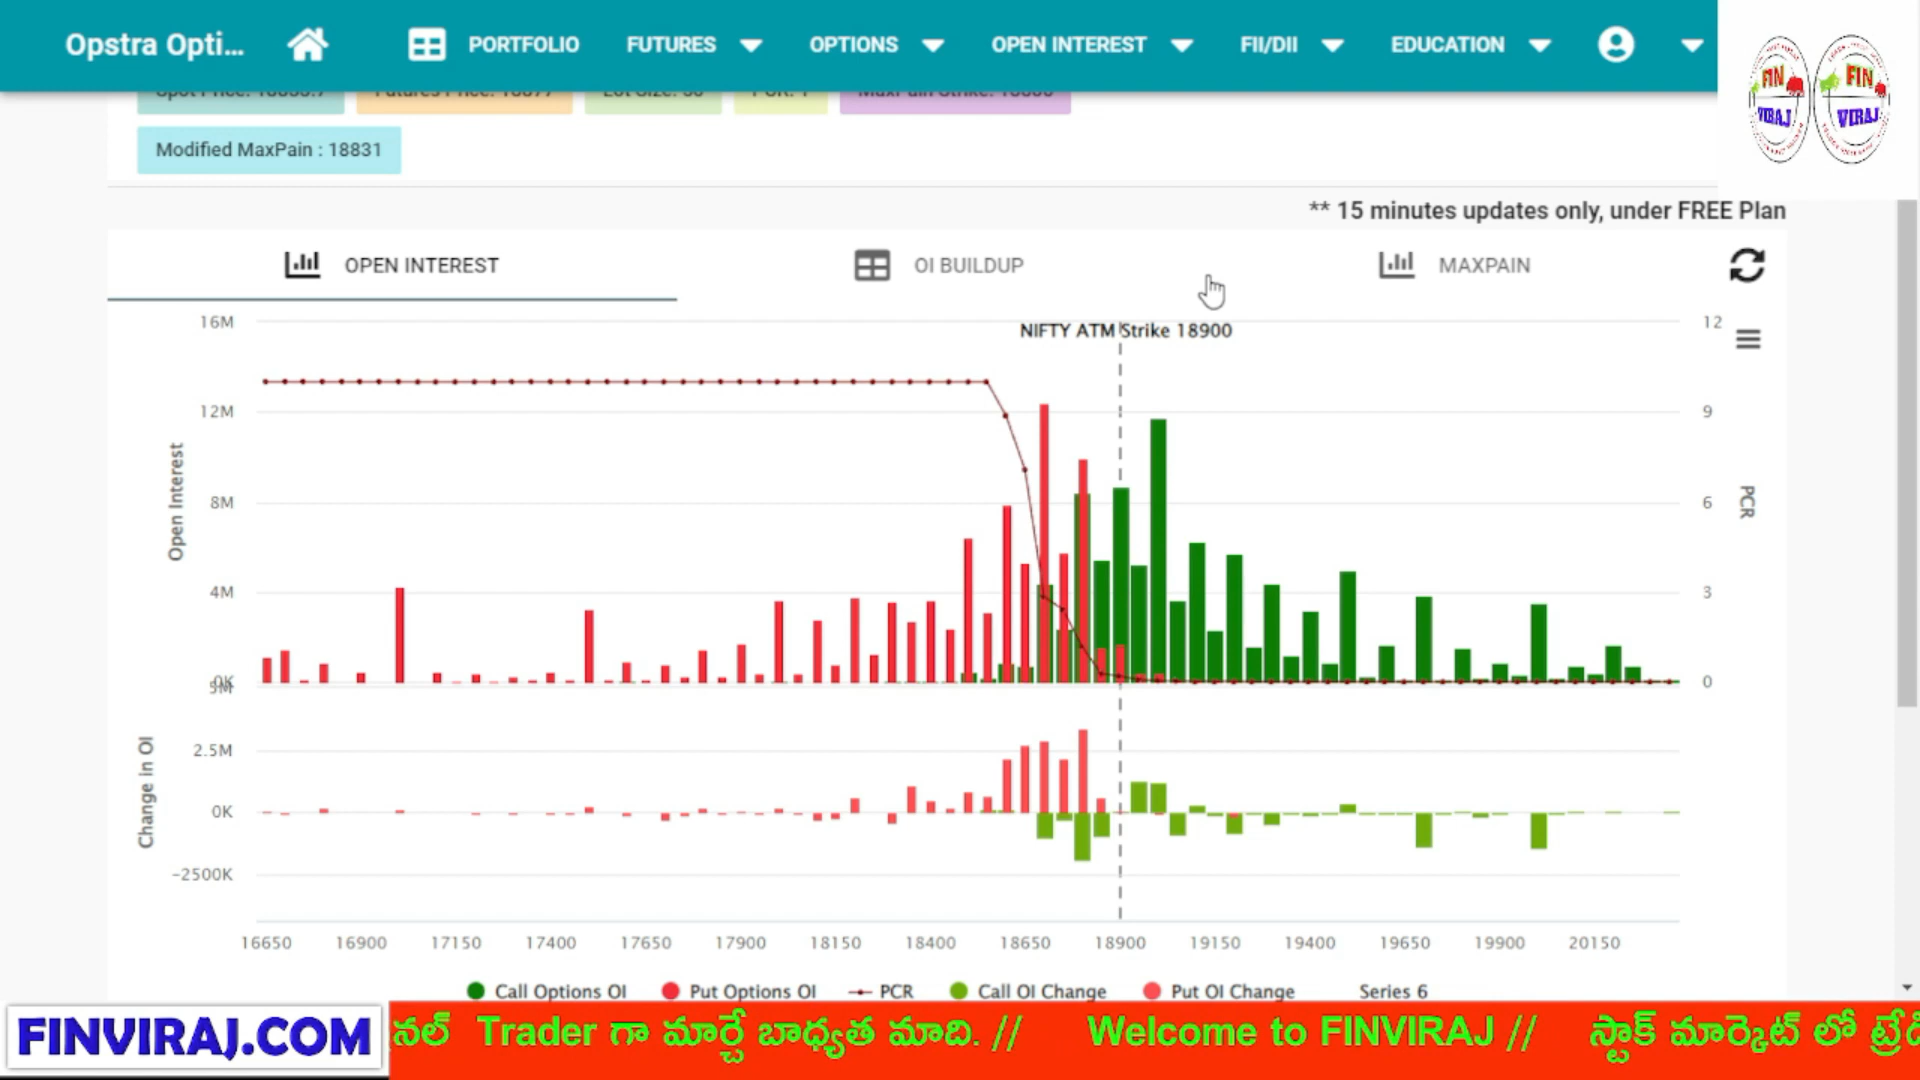 Opstra Opti...
PORTFOLIO
FUTURES
OPTIONS
OPEN INTEREST
FII/DII
EDUCATION
FIN
VIRAJ
FIN
VIRAJ
Modified MaxPain : 18831
** 15 minutes updates only, under FREE Plan
OPEN INTEREST
OI BUILDUP
MAXPAIN
NIFTY ATM Strike 18900
16M
12M
8M
4M
0K
Open Interest
12
9
6
3
0
PCR
5M
2.5M
0K
-2500K
Change in OI
16650 16900 17150 17400 17650 17900 18150 18400 18650 18900 19150 19400 19650 19900 20150
Call Options OI Put Options OI PCR Call OI Change Put OI Change Series 6
FINVIRAJ.COM
నల్ Trader గా మార్చే బాధ్యత మాది. // Welcome to FINVIRAJ // స్టాక్ మార్కెట్ లో